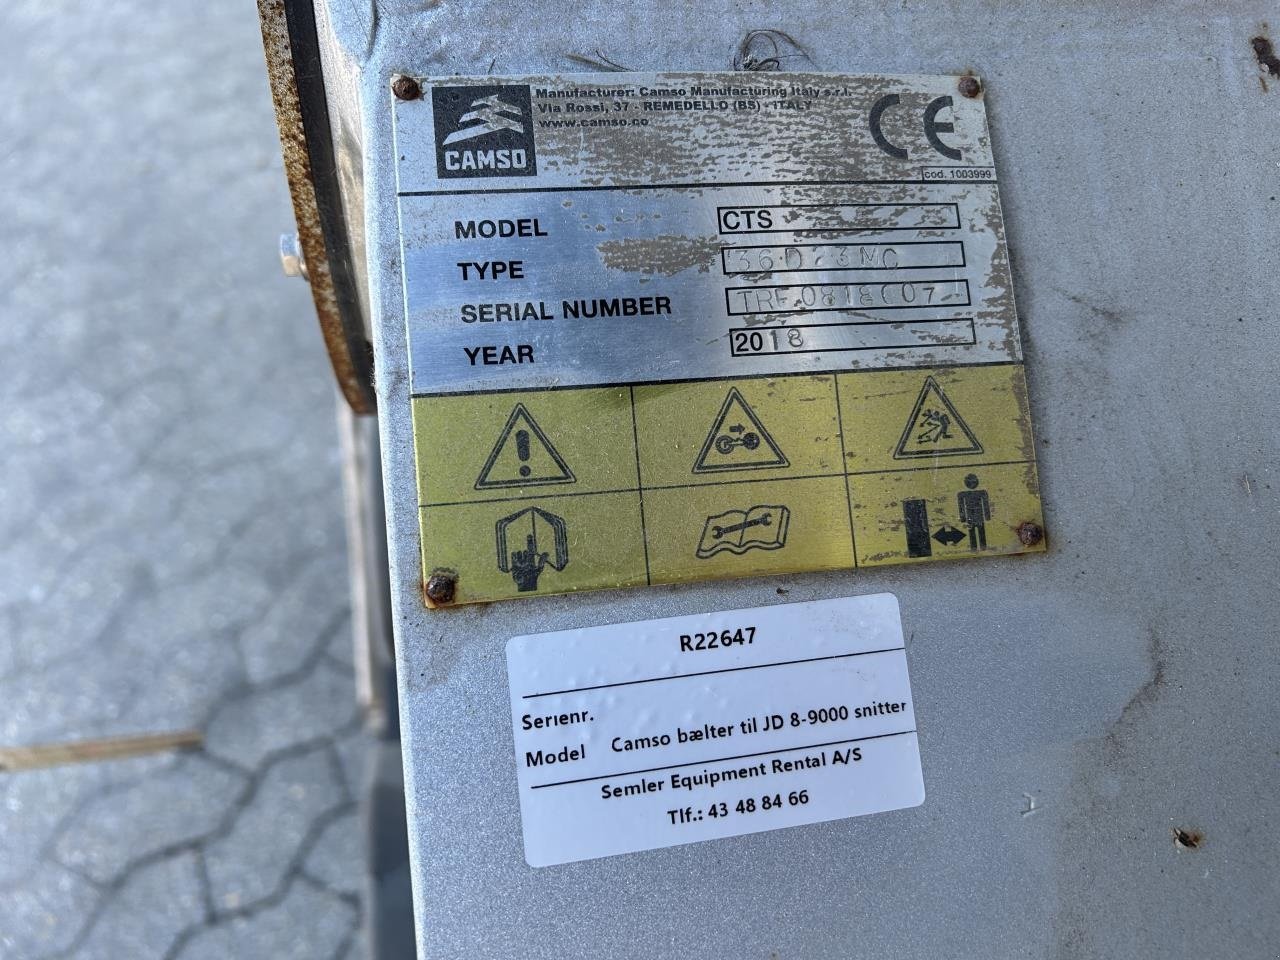 Manufacturer: Camso Manufacturing Italy s.r.l.
Via Rossi, 37 - REMEDELLO (BS) - ITALY
www.camso.co
CAMSO
CE
cod. 1003999
MODEL CTS
TYPE
SERIAL NUMBER
YEAR 2018
R22647
Serienr.
Model Camso bælter til JD 8-9000 snitter
Semler Equipment Rental A/S
Tlf.: 43 48 84 66